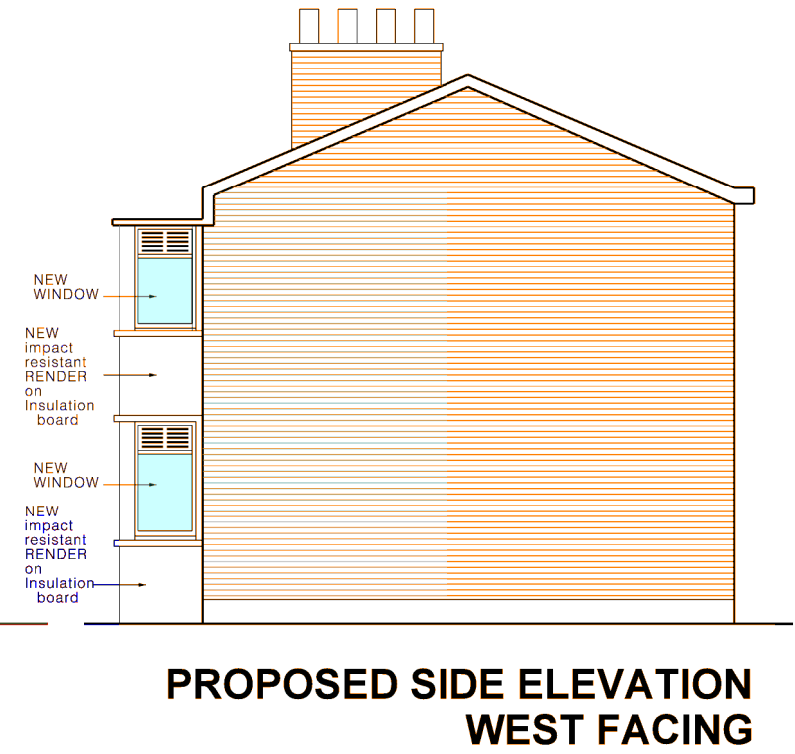 NEW
WINDOW
NEW
impact
resistant
RENDER
on
Insulation
board
NEW
WINDOW
NEW
impact
resistant
RENDER
on
Insulation
board
PROPOSED SIDE ELEVATION
WEST FACING